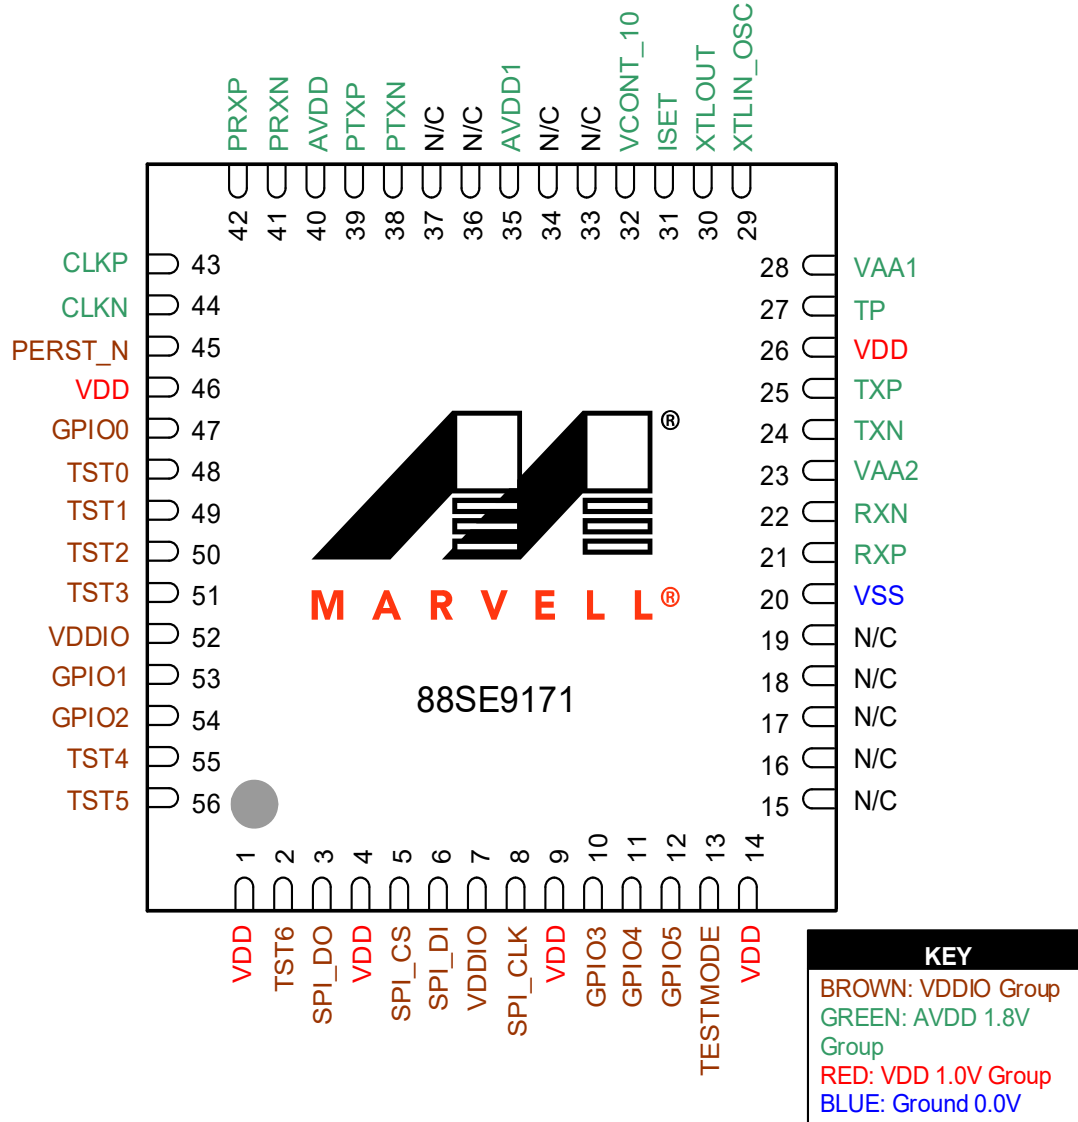 PRXP
PRXN
AVDD
PTXP
PTXN
N/C
N/C
AVDD1
N/C
N/C
VCONT_10
ISET
XTLOUT
XTLIN_OSC
42
41
40
39
38
37
36
35
34
33
32
31
30
29
CLKP 43
CLKN 44
PERST_N 45
VDD 46
GPIO0 47
TST0 48
TST1 49
TST2 50
TST3 51
VDDIO 52
GPIO1 53
GPIO2 54
TST4 55
TST5 56
28 VAA1
27 TP
26 VDD
25 TXP
24 TXN
23 VAA2
22 RXN
21 RXP
20 VSS
19 N/C
18 N/C
17 N/C
16 N/C
15 N/C
®
MARVELL®
88SE9171
1
2
3
4
5
6
7
8
9
10
11
12
13
14
VDD
TST6
SPI_DO
VDD
SPI_CS
SPI_DI
VDDIO
SPI_CLK
VDD
GPIO3
GPIO4
GPIO5
TESTMODE
VDD
KEY
BROWN: VDDIO Group
GREEN: AVDD 1.8V
Group
RED: VDD 1.0V Group
BLUE: Ground 0.0V